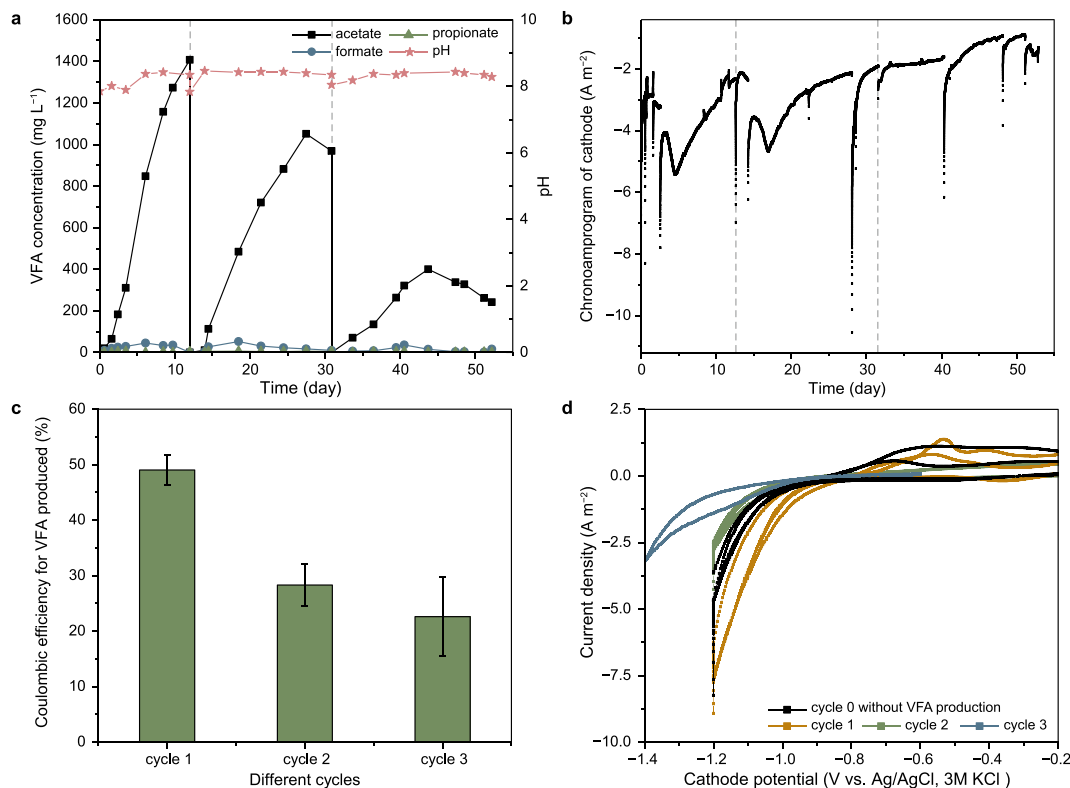 a
VFA concentration (mg L⁻¹)
1600
1400
1200
1000
800
600
400
200
0
acetate
propionate
formate
pH
10
8
6
4
2
0
pH
0
10
20
30
40
50
Time (day)
b
Chronoamprogram of cathode (A m⁻²)
−2
−4
−6
−8
−10
0
10
20
30
40
50
Time (day)
c
Coulombic efficiency for VFA produced (%)
60
50
40
30
20
10
0
cycle 1
cycle 2
cycle 3
Different cycles
d
Current density (A m⁻²)
2.5
0.0
−2.5
−5.0
−7.5
−10.0
cycle 0 without VFA production
cycle 1
cycle 2
cycle 3
−1.4
−1.2
−1.0
−0.8
−0.6
−0.4
−0.2
Cathode potential (V vs. Ag/AgCl, 3M KCl )